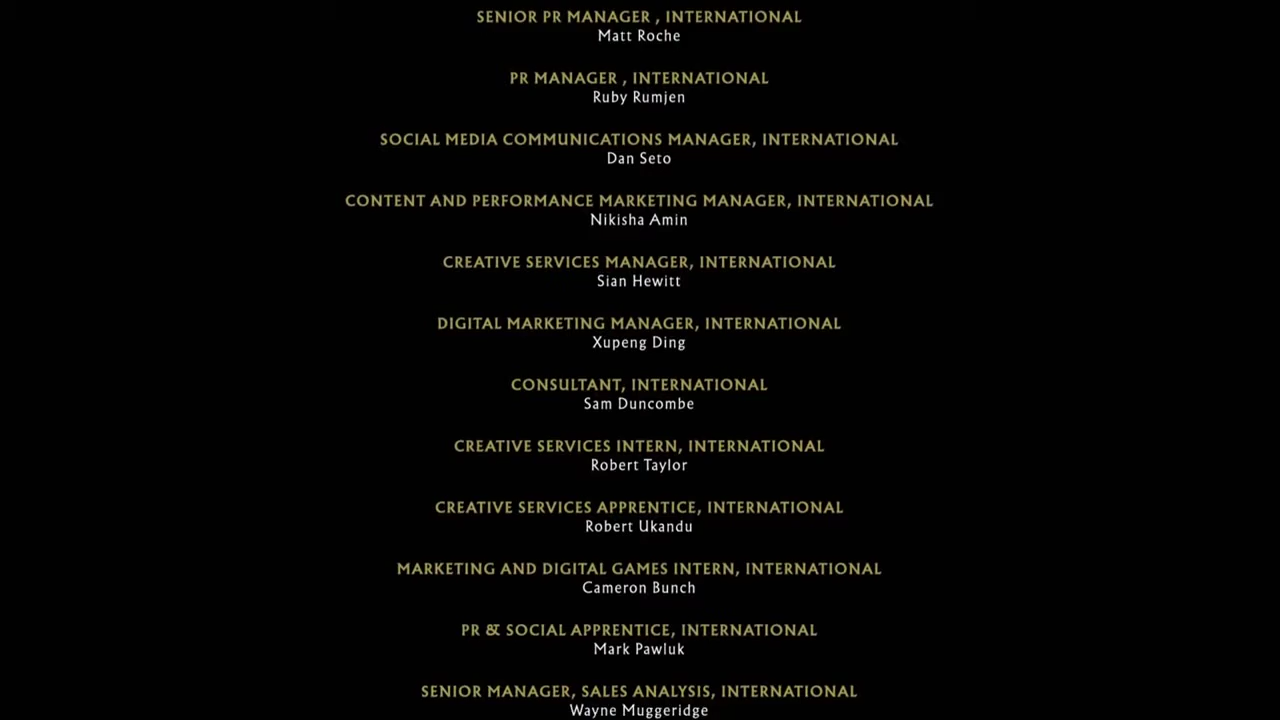 SENIOR PR MANAGER , INTERNATIONAL
Matt Roche
PR MANAGER , INTERNATIONAL
Ruby Rumjen
SOCIAL MEDIA COMMUNICATIONS MANAGER, INTERNATIONAL
Dan Seto
CONTENT AND PERFORMANCE MARKETING MANAGER, INTERNATIONAL
Nikisha Amin
CREATIVE SERVICES MANAGER, INTERNATIONAL
Sian Hewitt
DIGITAL MARKETING MANAGER, INTERNATIONAL
Xupeng Ding
CONSULTANT, INTERNATIONAL
Sam Duncombe
CREATIVE SERVICES INTERN, INTERNATIONAL
Robert Taylor
CREATIVE SERVICES APPRENTICE, INTERNATIONAL
Robert Ukandu
MARKETING AND DIGITAL GAMES INTERN, INTERNATIONAL
Cameron Bunch
PR & SOCIAL APPRENTICE, INTERNATIONAL
Mark Pawluk
SENIOR MANAGER, SALES ANALYSIS, INTERNATIONAL
Wayne Muggeridge